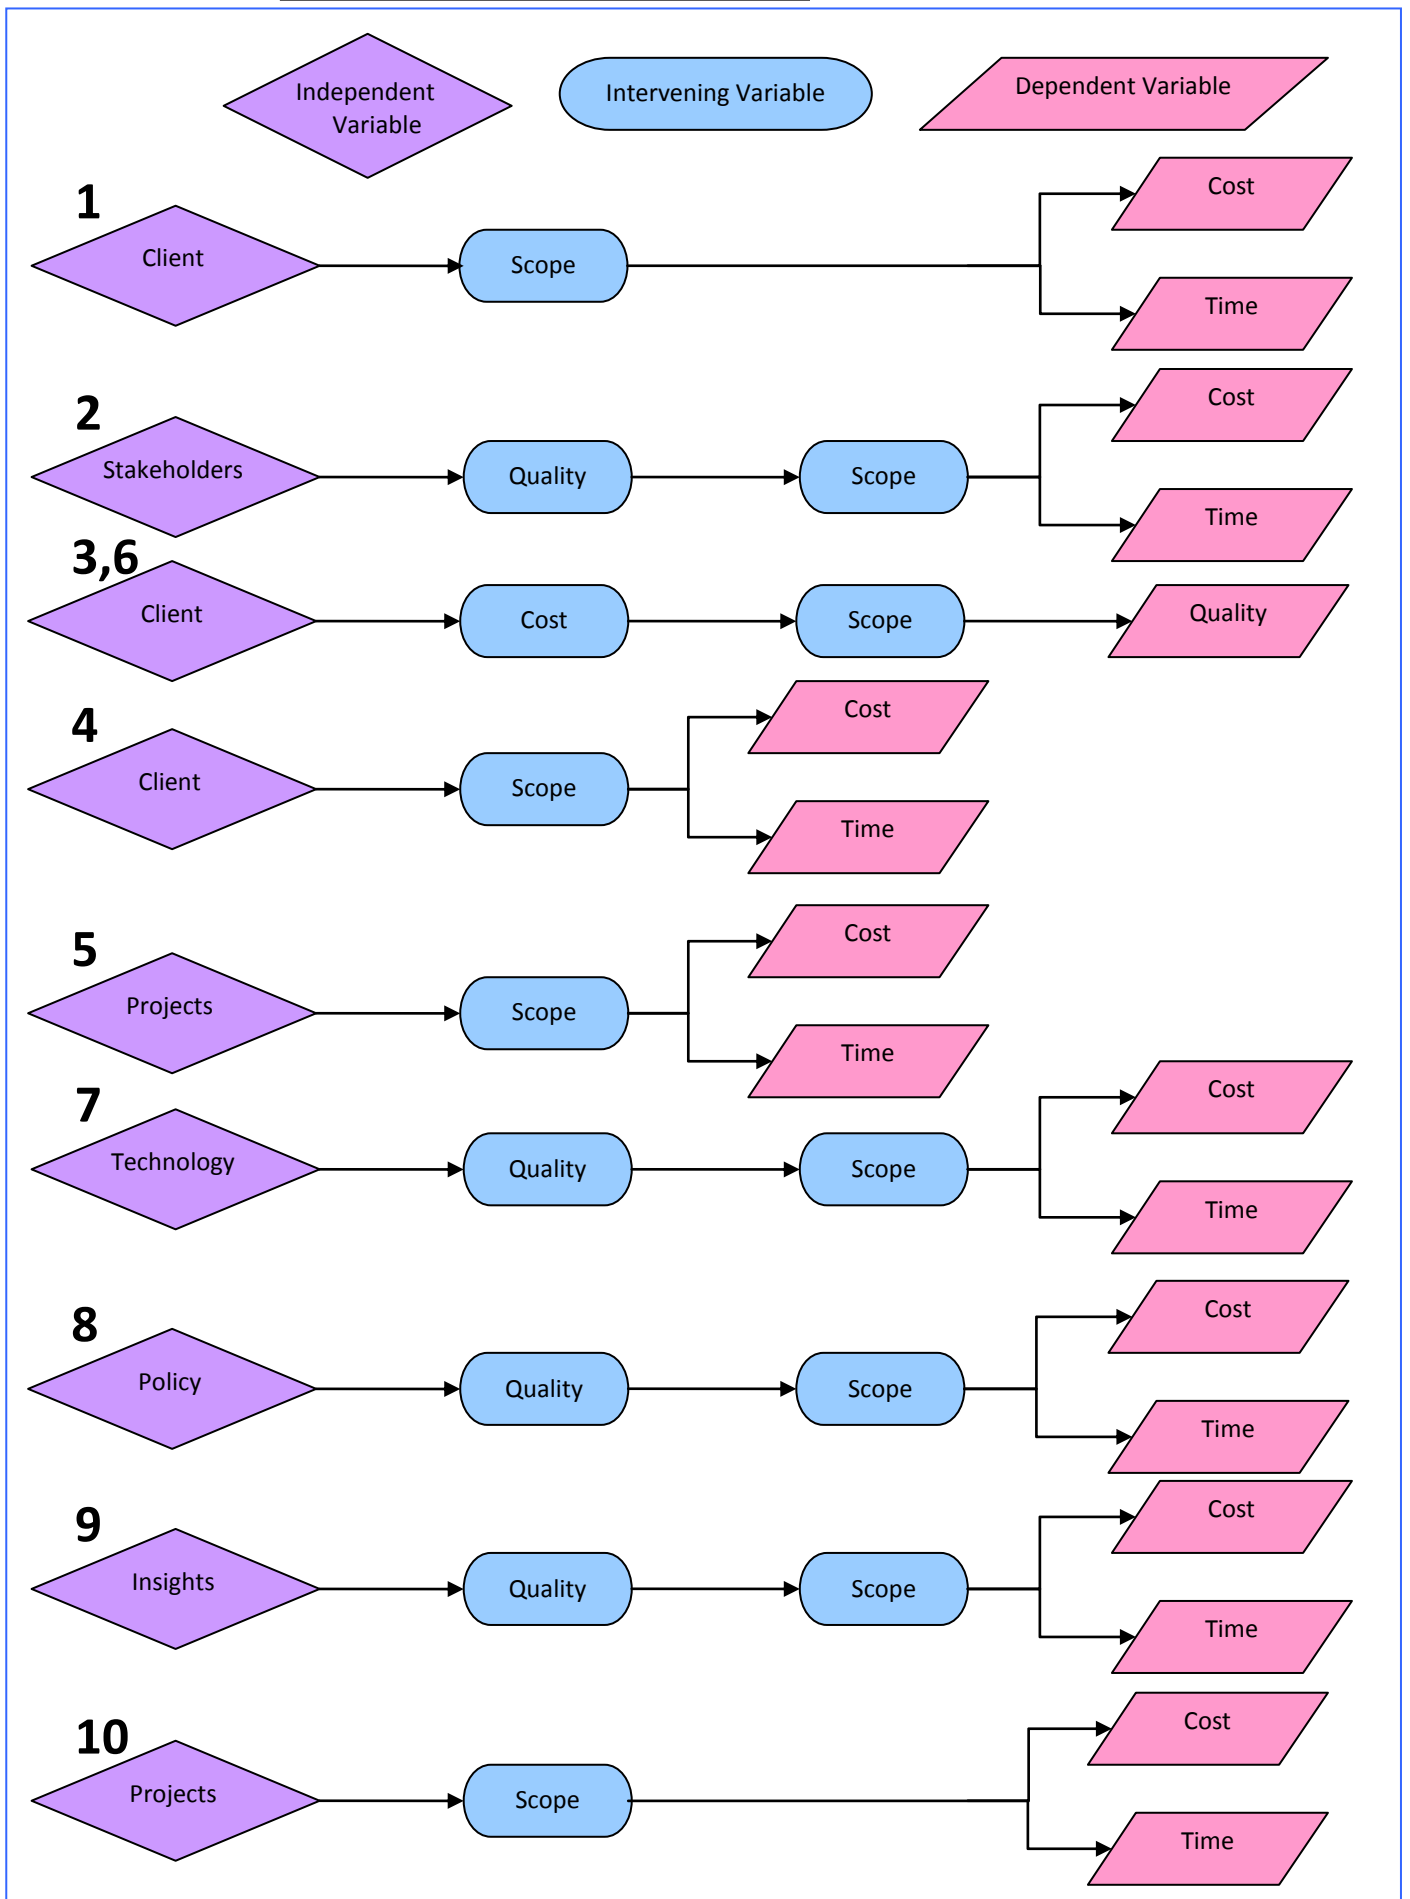 Independent
Variable
Intervening Variable
Dependent Variable
1
Client
Scope
Cost
Time
2
Stakeholders
Quality
Scope
Cost
Time
3,6
Client
Cost
Scope
Quality
4
Client
Scope
Cost
Time
5
Projects
Scope
Cost
Time
7
Technology
Quality
Scope
Cost
Time
8
Policy
Quality
Scope
Cost
Time
9
Insights
Quality
Scope
Cost
Time
10
Projects
Scope
Cost
Time